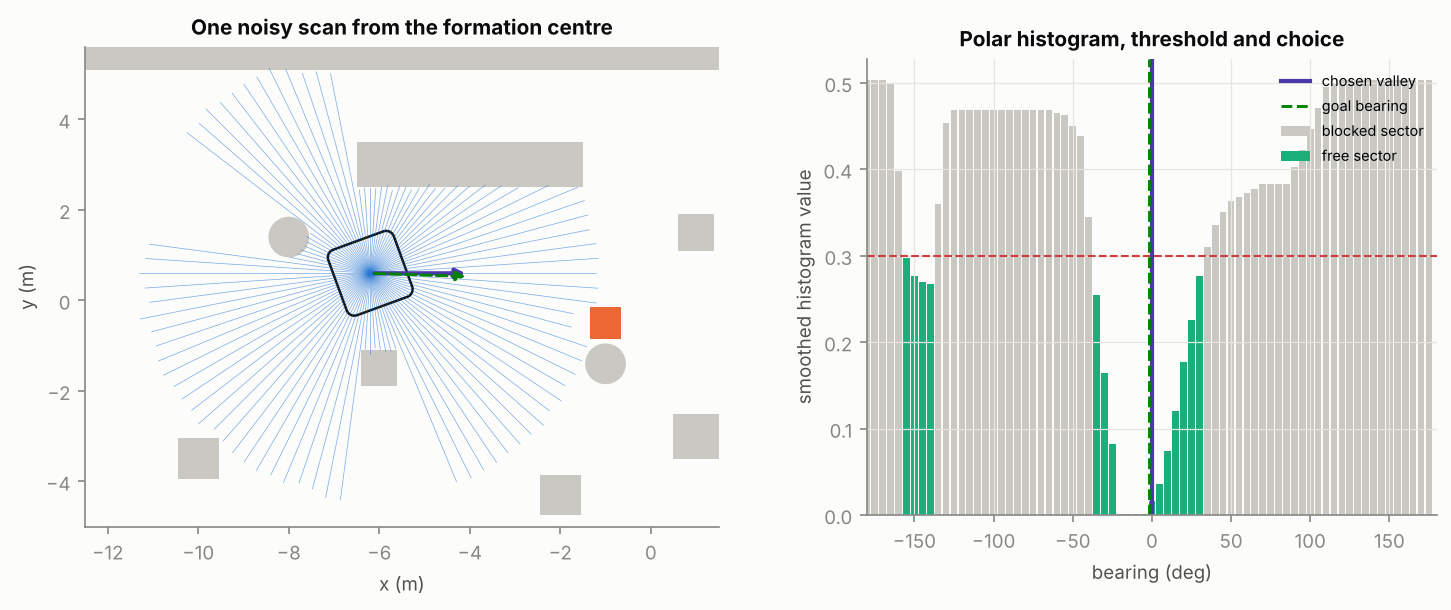 One noisy scan from the formation centre
4
2
0
−2
−4
y (m)
−12
−10
−8
−6
−4
−2
0
x (m)
Polar histogram, threshold and choice
chosen valley
goal bearing
blocked sector
free sector
0.5
0.4
0.3
0.2
0.1
0.0
smoothed histogram value
−150
−100
−50
0
50
100
150
bearing (deg)